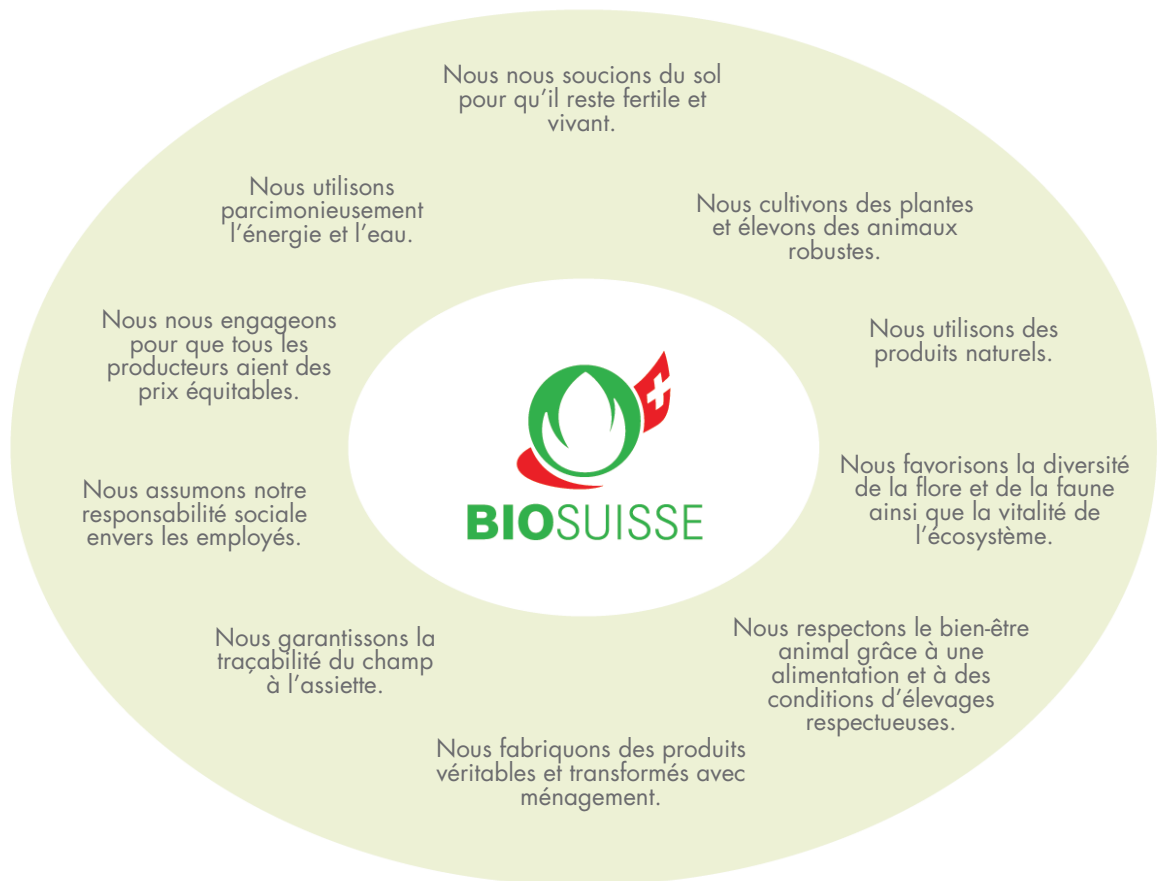 Nous nous soucions du sol
pour qu’il reste fertile et
vivant.
Nous cultivons des plantes
et élevons des animaux
robustes.
Nous utilisons des
produits naturels.
Nous favorisons la diversité
de la flore et de la faune
ainsi que la vitalité de
l’écosystème.
Nous respectons le bien-être
animal grâce à une
alimentation et à des
conditions d’élevages
respectueuses.
Nous fabriquons des produits
véritables et transformés avec
ménagement.
Nous garantissons la
traçabilité du champ
à l’assiette.
Nous assumons notre
responsabilité sociale
envers les employés.
Nous nous engageons
pour que tous les
producteurs aient des
prix équitables.
Nous utilisons
parcimonieusement
l’énergie et l’eau.
BIOSUISSE